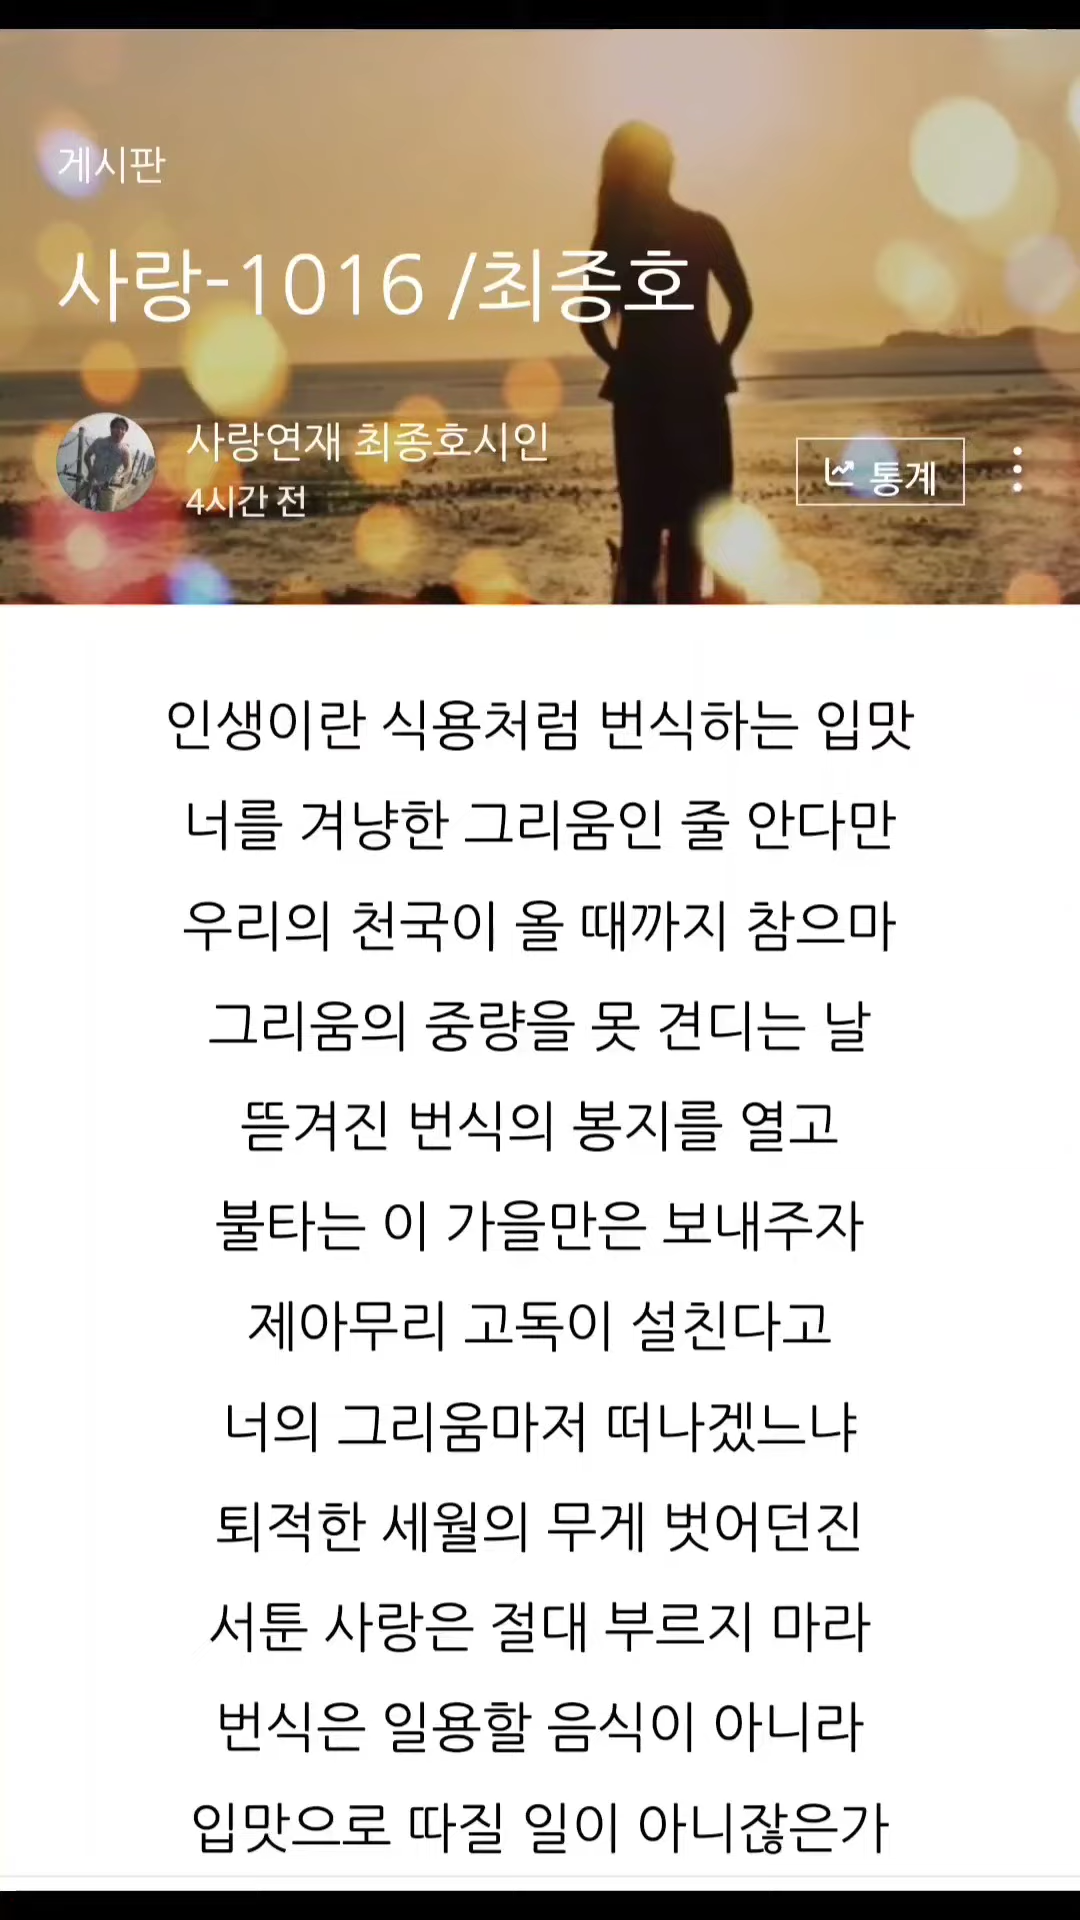 게시판
사랑-1016 /최종호
사랑연재 최종호시인
4시간 전
통계
인생이란 식용처럼 번식하는 입맛
너를 겨냥한 그리움인 줄 안다만
우리의 천국이 올 때까지 참으마
그리움의 중량을 못 견디는 날
뜯겨진 번식의 봉지를 열고
불타는 이 가을만은 보내주자
제아무리 고독이 설친다고
너의 그리움마저 떠나겠느냐
퇴적한 세월의 무게 벗어던진
서툰 사랑은 절대 부르지 마라
번식은 일용할 음식이 아니라
입맛으로 따질 일이 아니잖은가